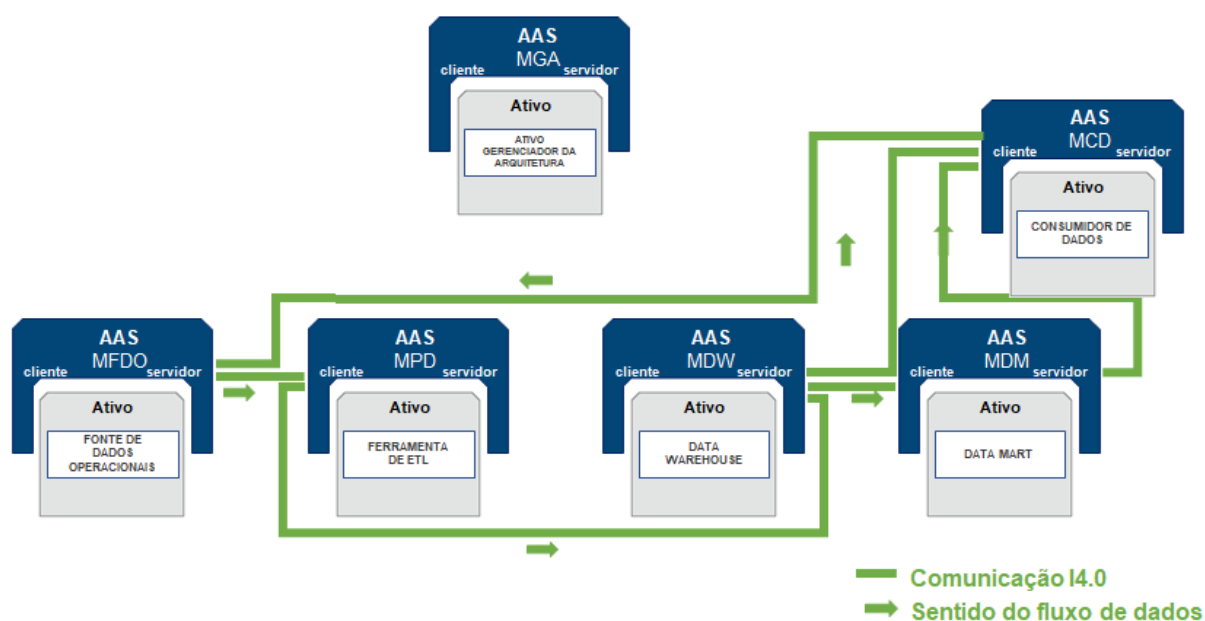 AAS
MGA
cliente servidor
Ativo
ATIVO
GERENCIADOR DA
ARQUITETURA
AAS
MCD
cliente servidor
Ativo
CONSUMIDOR DE
DADOS
AAS
MFDO
cliente servidor
Ativo
FONTE DE
DADOS
OPERACIONAIS
AAS
MPD
cliente servidor
Ativo
FERRAMENTA
DE ETL
AAS
MDW
cliente servidor
Ativo
DATA
WAREHOUSE
AAS
MDM
cliente servidor
Ativo
DATA MART
Comunicação I4.0
Sentido do fluxo de dados